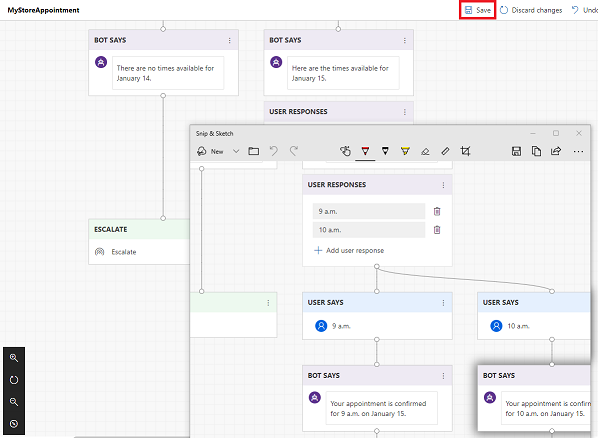 MyStoreAppointment
Save
Discard changes
BOT SAYS
There are no times available for
January 14.
BOT SAYS
Here are the times available for
January 15.
USER RESPONSES
ESCALATE
Escalate
Snip & Sketch
New
USER RESPONSES
9 a.m.
10 a.m.
Add user response
USER SAYS
9 a.m.
USER SAYS
10 a.m.
BOT SAYS
Your appointment is confirmed
for 9 a.m. on January 15.
BOT SAYS
Your appointment is
for 10 a.m. on January 15.